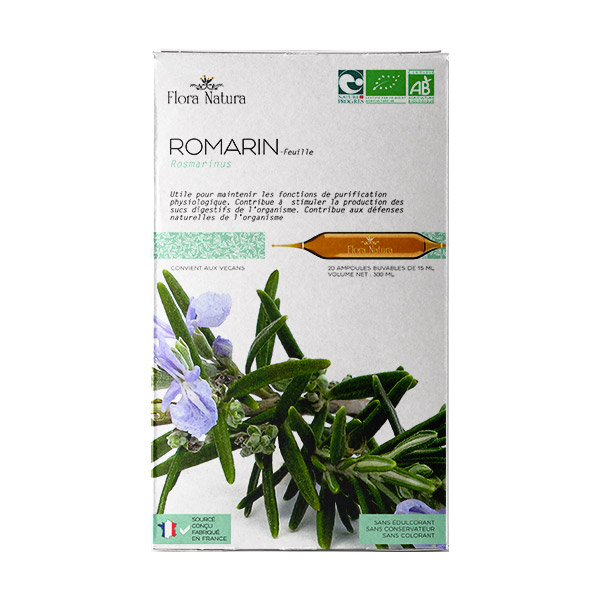 Flora Natura
NATURE & PROGRÈS
AB
ROMARIN-Feuille
Rosmarinus
Utile pour maintenir les fonctions de purification
physiologique. Contribue à stimuler la production des
sucs digestifs de l'organisme. Contribue aux défenses
naturelles de l'organisme
Flora Natura
CONVIENT AUX VEGANS
20 AMPOULES BUVABLES DE 15 ML
VOLUME NET : 300 ML
SOURCÉ
CONÇU
FABRIQUÉ
EN FRANCE
SANS ÉDULCORANT
SANS CONSERVATEUR
SANS COLORANT